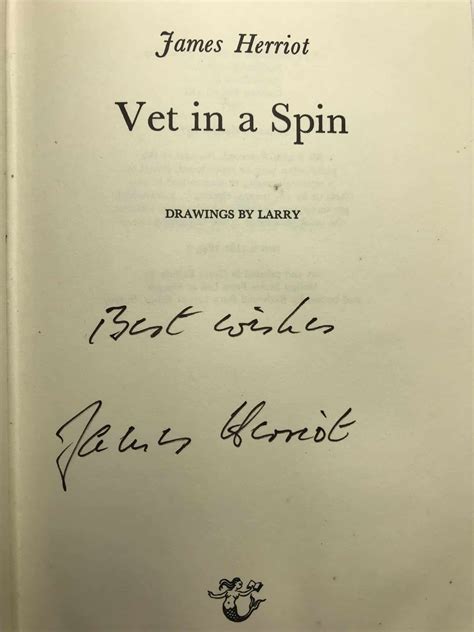 James Herriot
Vet in a Spin
DRAWINGS BY LARRY
Best wishes
James Herriot